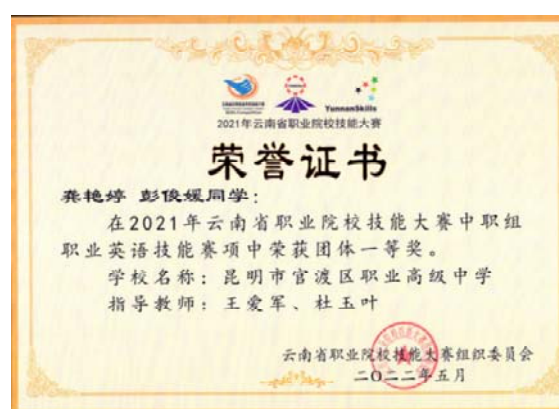 YunnanSkills
2021年云南省职业院校技能大赛
荣誉证书
龚艳婷 彭俊媛同学：
在2021年云南省职业院校技能大赛中职组
职业英语技能赛项中荣获团体一等奖。
学校名称：昆明市官渡区职业高级中学
指导教师：王爱军、杜玉叶
云南省职业院校技能大赛组织委员会
二〇二二年五月